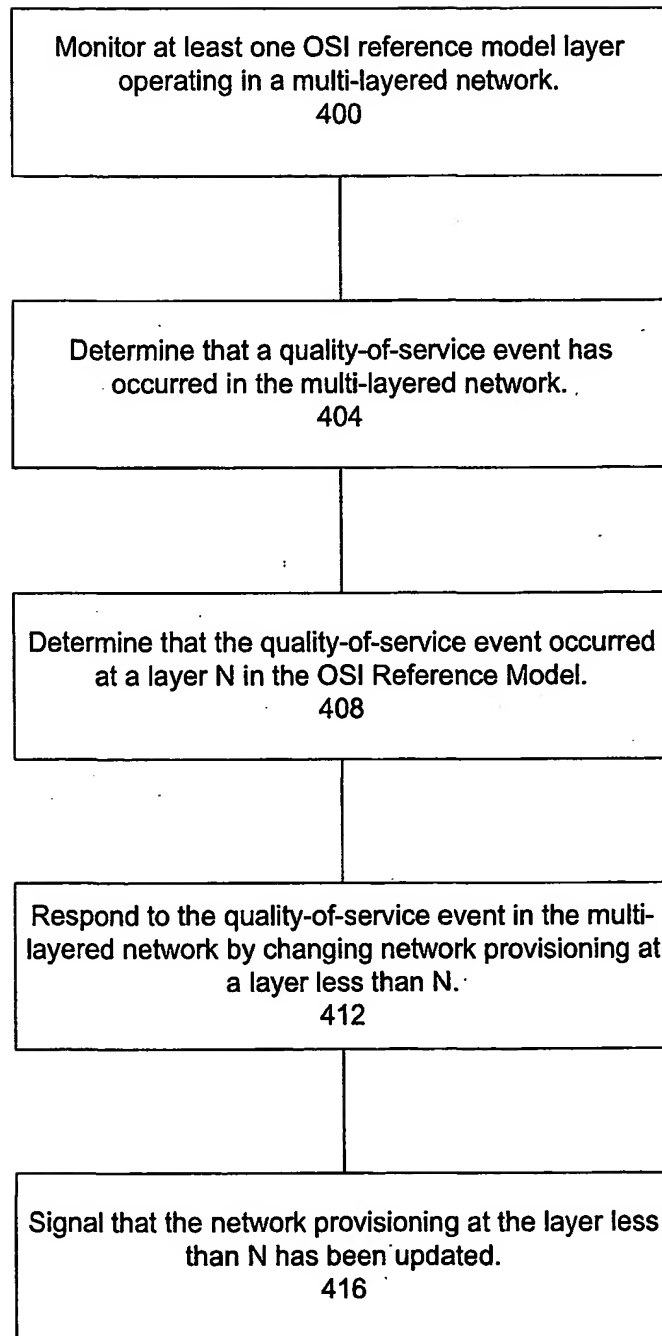 Monitor at least one OSI reference model layer
operating in a multi-layered network.
400
Determine that a quality-of-service event has
occurred in the multi-layered network.
404
Determine that the quality-of-service event occurred
at a layer N in the OSI Reference Model.
408
Respond to the quality-of-service event in the multi-
layered network by changing network provisioning at
a layer less than N.
412
Signal that the network provisioning at the layer less
than N has been updated.
416